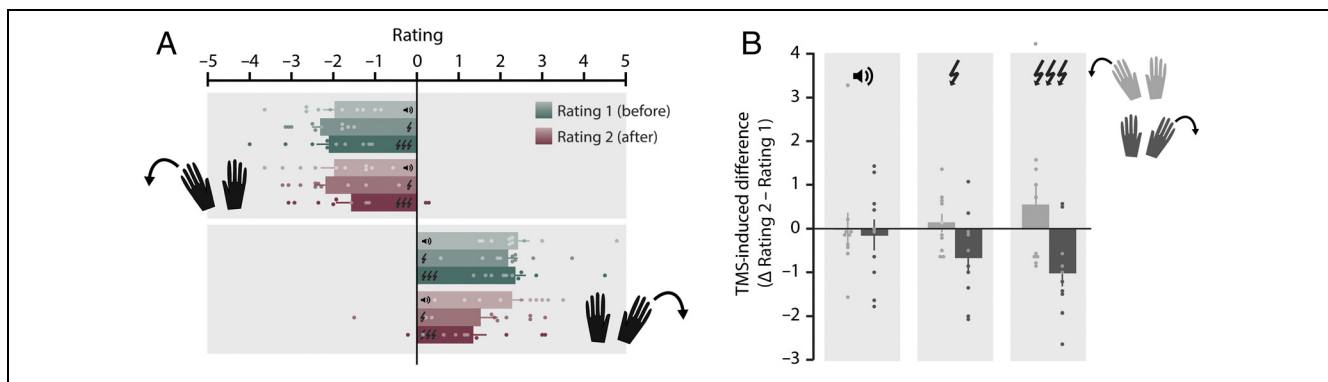 A
Rating
−5 −4 −3 −2 −1 0 1 2 3 4 5
Rating 1 (before)
Rating 2 (after)
B
TMS-induced difference
(Δ Rating 2 – Rating 1)
4
3
2
1
0
−1
−2
−3